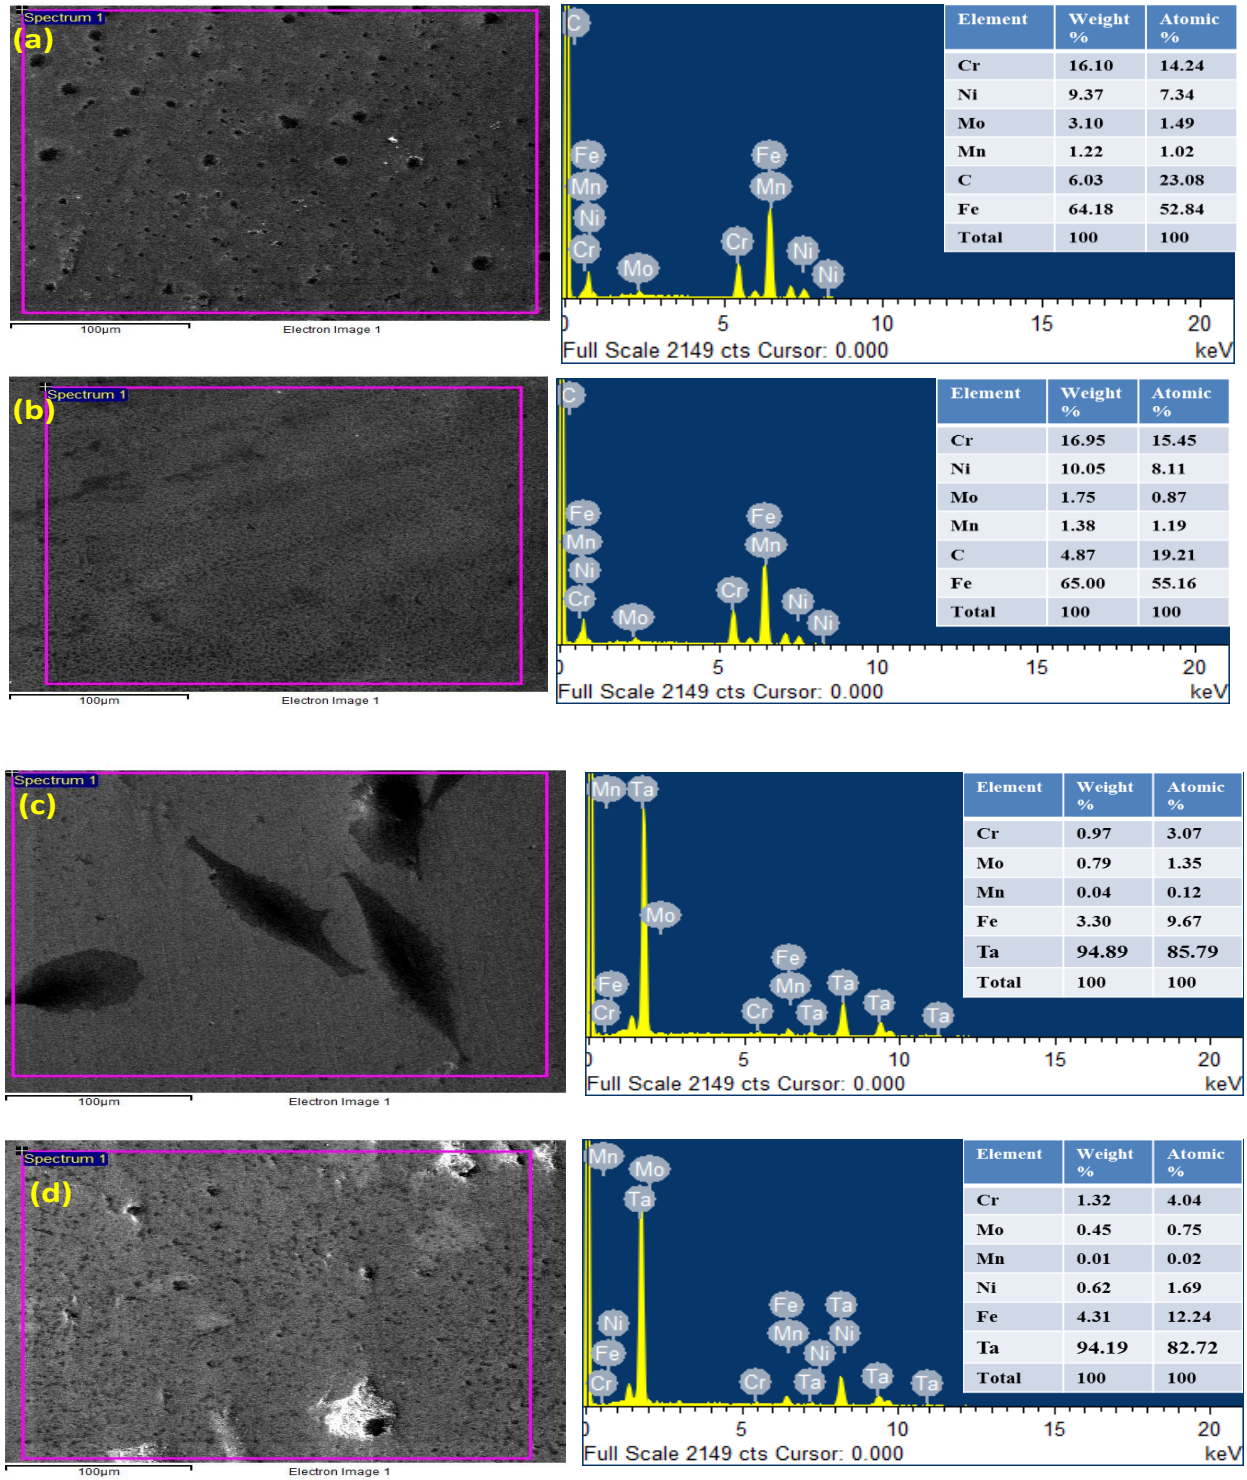 Spectrum 1
(a)
100µm Electron Image 1
C
Fe Fe
Mn Mn
Ni
Cr Cr Ni
Mo Ni
0 5 10 15 20
Full Scale 2149 cts Cursor: 0.000 keV
Element Weight % Atomic %
Cr 16.10 14.24
Ni 9.37 7.34
Mo 3.10 1.49
Mn 1.22 1.02
C 6.03 23.08
Fe 64.18 52.84
Total 100 100
Spectrum 1
(b)
100µm Electron Image 1
C
Fe Fe
Mn Mn
Ni
Cr Cr Ni
Mo Ni
0 5 10 15 20
Full Scale 2149 cts Cursor: 0.000 keV
Element Weight % Atomic %
Cr 16.95 15.45
Ni 10.05 8.11
Mo 1.75 0.87
Mn 1.38 1.19
C 4.87 19.21
Fe 65.00 55.16
Total 100 100
Spectrum 1
(c)
100µm Electron Image 1
Mn Ta
Mo
Fe
Fe Mn Ta Ta
Cr Cr Ta Ta
0 5 10 15 20
Full Scale 2149 cts Cursor: 0.000 keV
Element Weight % Atomic %
Cr 0.97 3.07
Mo 0.79 1.35
Mn 0.04 0.12
Fe 3.30 9.67
Ta 94.89 85.79
Total 100 100
Spectrum 1
(d)
100µm Electron Image 1
Mn Mo
Ta
Fe Ta
Ni Mn Ni
Fe Ni
Cr Cr Ta Ta Ta
0 5 10 15 20
Full Scale 2149 cts Cursor: 0.000 keV
Element Weight % Atomic %
Cr 1.32 4.04
Mo 0.45 0.75
Mn 0.01 0.02
Ni 0.62 1.69
Fe 4.31 12.24
Ta 94.19 82.72
Total 100 100